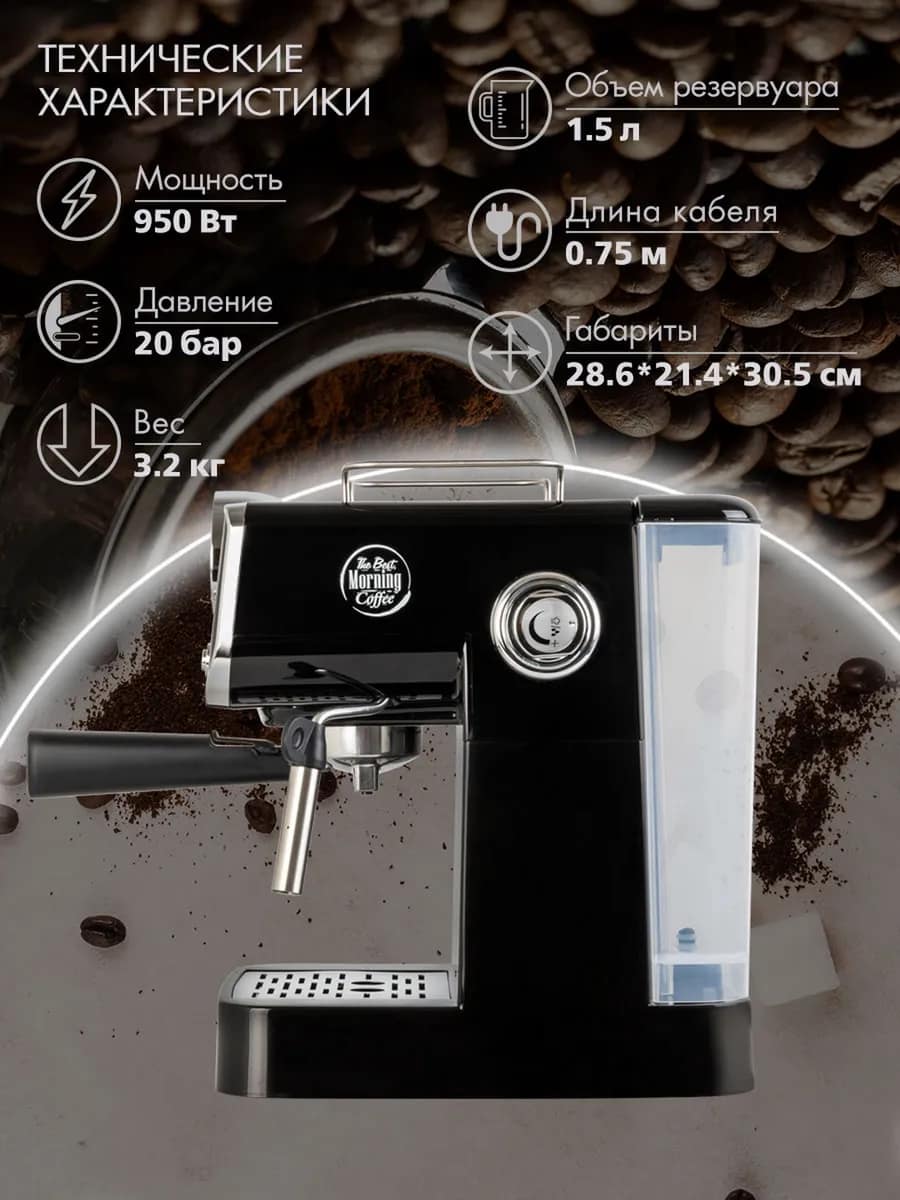 ТЕХНИЧЕСКИЕ
ХАРАКТЕРИСТИКИ
Мощность
950 Вт
Давление
20 бар
Вес
3.2 кг
Объем резервуара
1.5 л
Длина кабеля
0.75 м
Габариты
28.6*21.4*30.5 см
The Best
Morning
Coffee